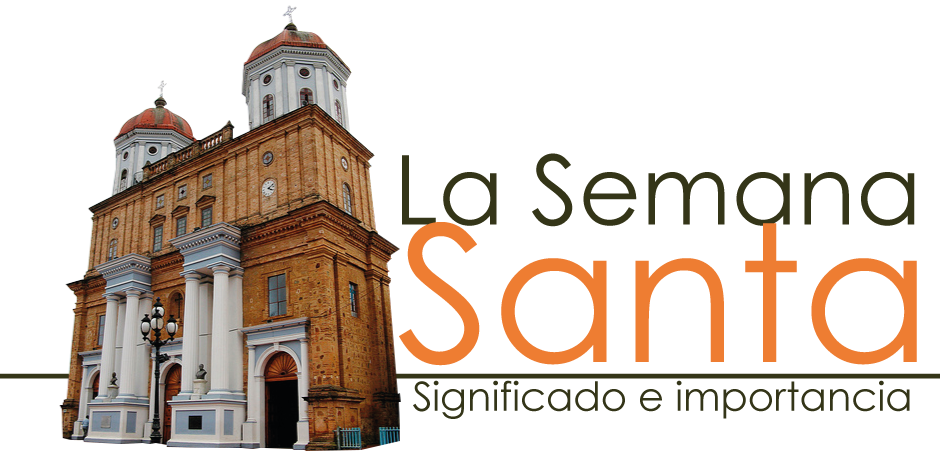 La Semana
Santa
Significado e importancia